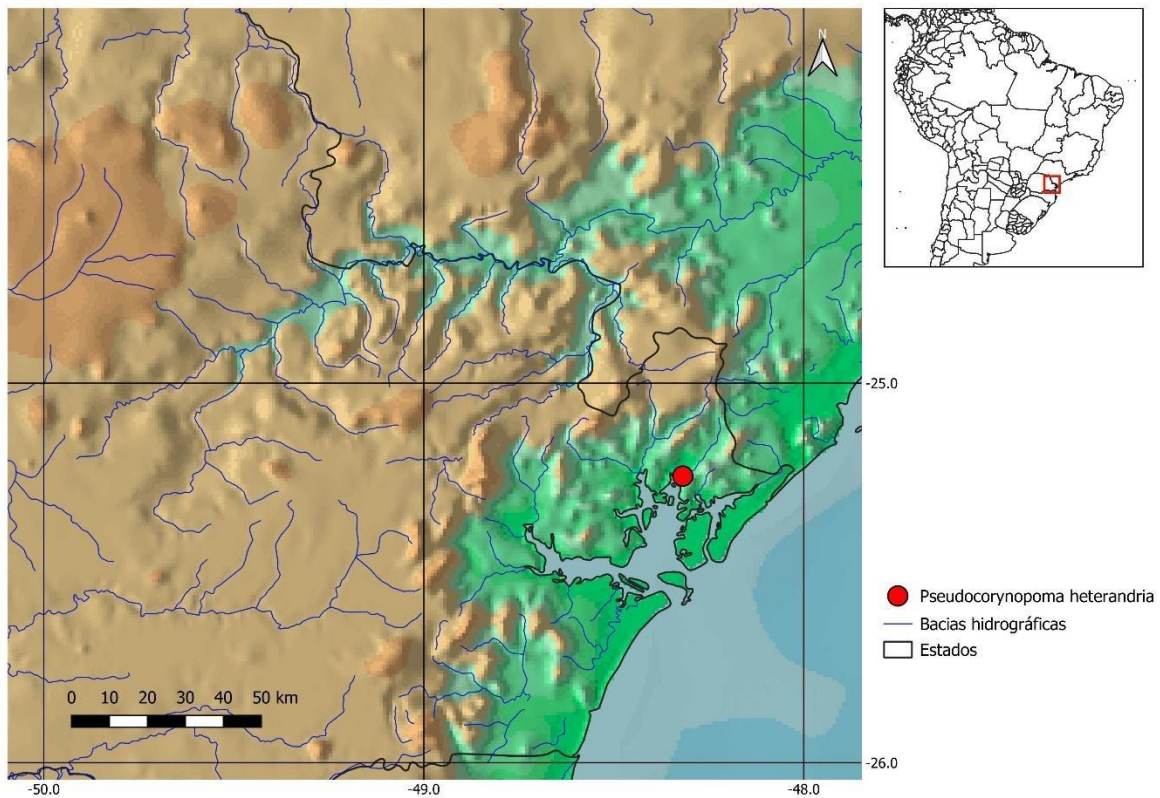 N
-25.0
Pseudocorynopoma heterandria
Bacias hidrográficas
Estados
0 10 20 30 40 50 km
-26.0
-50.0 -49.0 -48.0